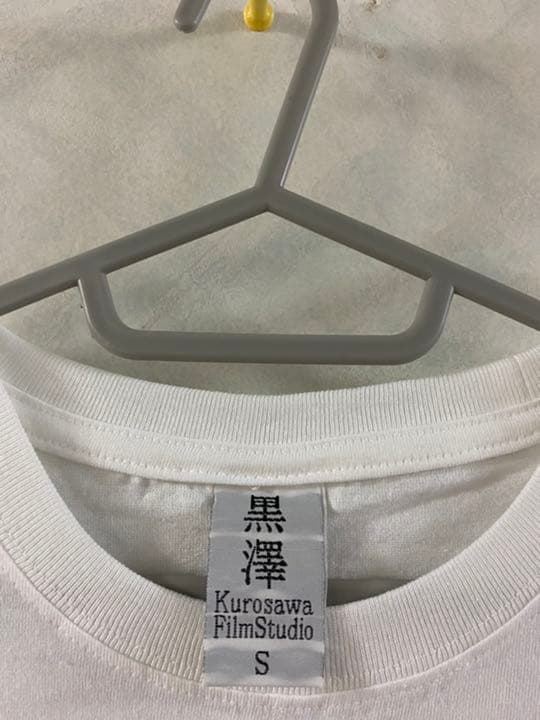 黒
澤
Kurosawa
FilmStudio
S